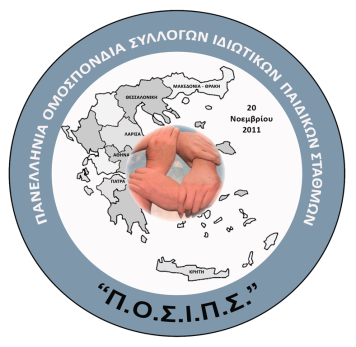 ΠΑΝΕΛΛΗΝΙΑ ΟΜΟΣΠΟΝΔΙΑ ΣΥΛΛΟΓΩΝ ΙΔΙΩΤΙΚΩΝ ΠΑΙΔΙΚΩΝ ΣΤΑΘΜΩΝ
ΜΑΚΕΔΟΝΙΑ - ΘΡΑΚΗ
ΘΕΣΣΑΛΟΝΙΚΗ
20
Νοεμβρίου
2011
ΛΑΡΙΣΑ
ΑΘΗΝΑ
ΠΑΤΡΑ
ΚΡΗΤΗ
“Π.Ο.Σ.Ι.Π.Σ.”